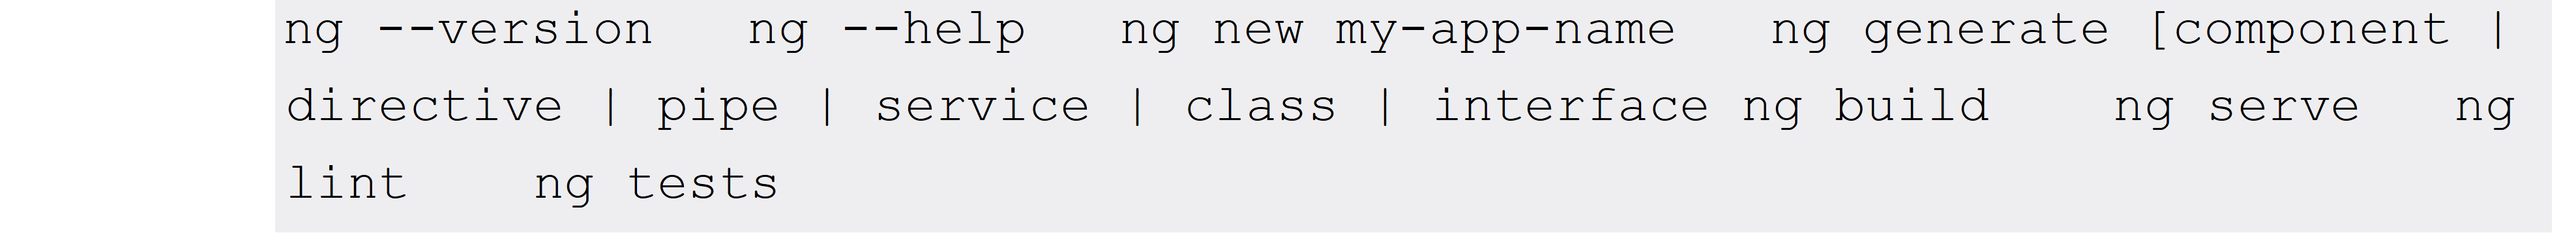 ng --version   ng --help   ng new my-app-name   ng generate [component |
directive | pipe | service | class | interface ng build    ng serve   ng
lint    ng tests